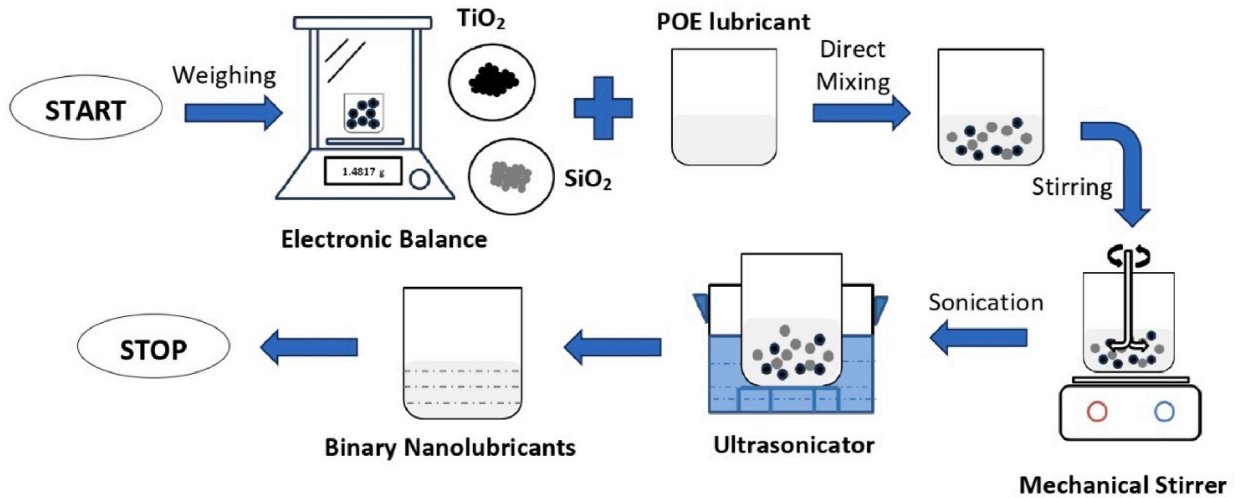 START
Weighing
TiO₂
1.4817 g
SiO₂
Electronic Balance
POE lubricant
Direct
Mixing
Stirring
Mechanical Stirrer
Sonication
Ultrasonicator
Binary Nanolubricants
STOP